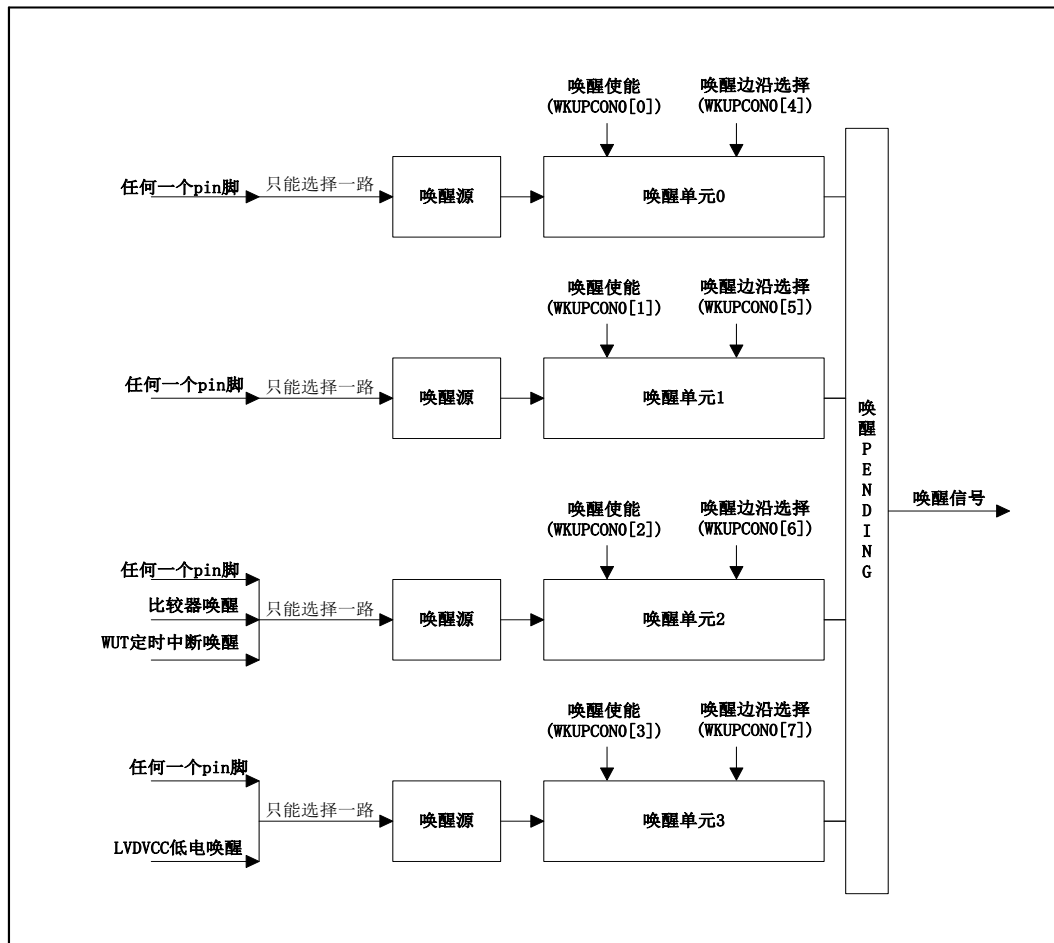 唤醒使能
(WKUPCON0[0])
唤醒边沿选择
(WKUPCON0[4])
任何一个pin脚
只能选择一路
唤醒源
唤醒单元0
唤醒使能
(WKUPCON0[1])
唤醒边沿选择
(WKUPCON0[5])
任何一个pin脚
只能选择一路
唤醒源
唤醒单元1
唤醒PENDING
唤醒信号
唤醒使能
(WKUPCON0[2])
唤醒边沿选择
(WKUPCON0[6])
任何一个pin脚
比较器唤醒
WUT定时中断唤醒
只能选择一路
唤醒源
唤醒单元2
唤醒使能
(WKUPCON0[3])
唤醒边沿选择
(WKUPCON0[7])
任何一个pin脚
LVDVCC低电唤醒
只能选择一路
唤醒源
唤醒单元3